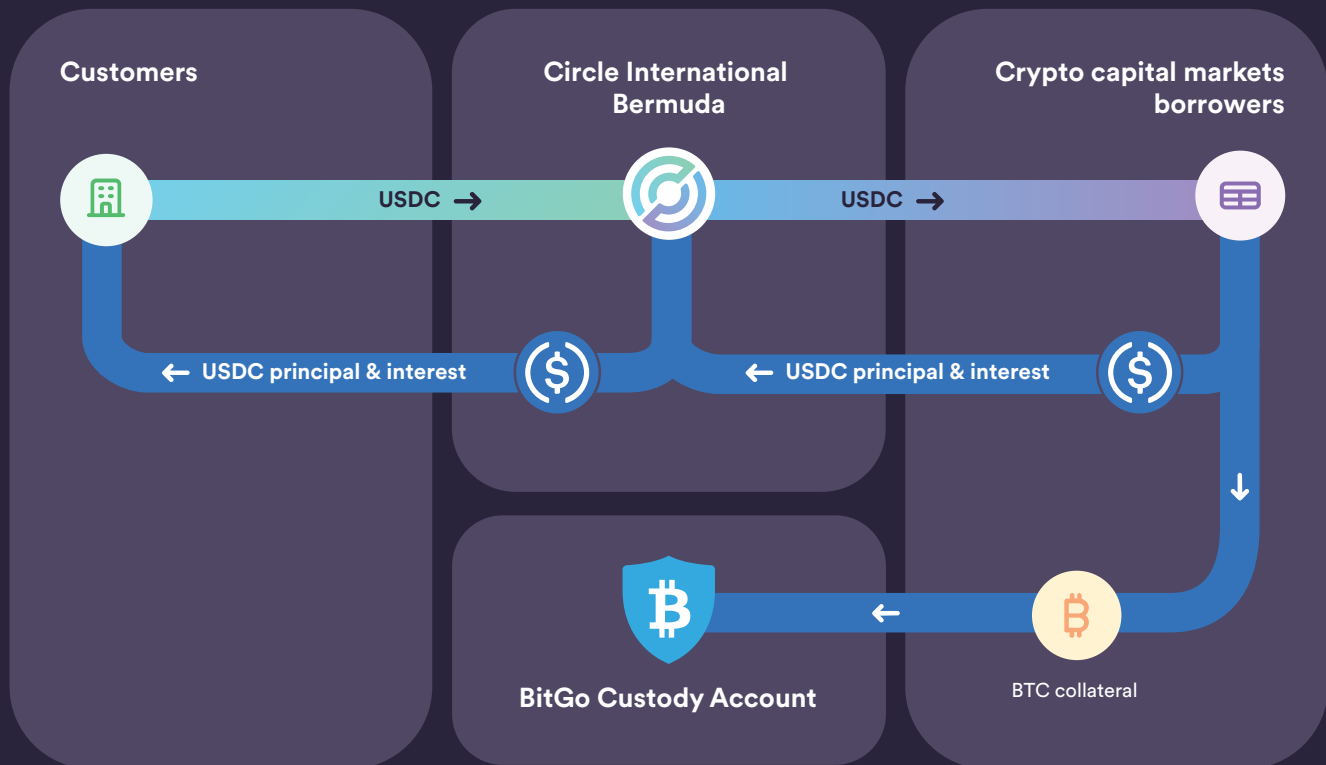 Customers
Circle International
Bermuda
Crypto capital markets
borrowers
USDC →
USDC →
← USDC principal & interest
← USDC principal & interest
BTC collateral
BitGo Custody Account